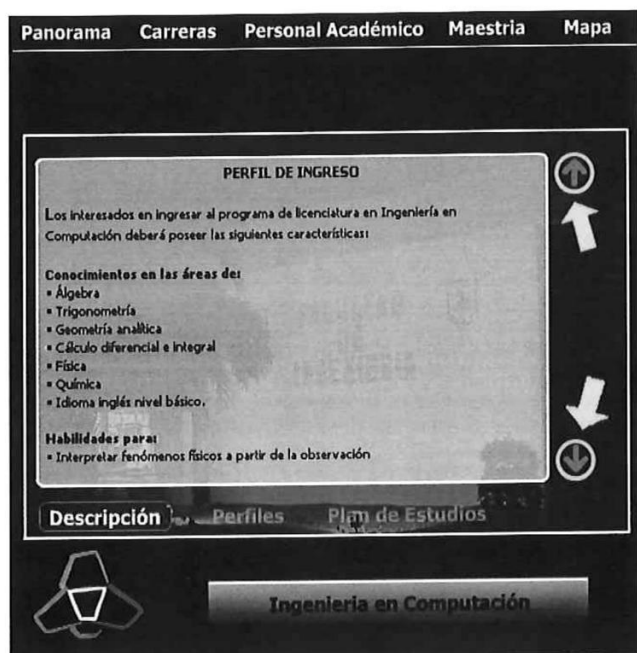 Panorama Carreras Personal Académico Maestria Mapa
PERFIL DE INGRESO
Los interesados en ingresar al programa de licenciatura en Ingeniería en
Computación deberá poseer las siguientes características:
Conocimientos en las áreas de:
▪ Álgebra
▪ Trigonometría
▪ Geometría analítica
▪ Cálculo diferencial e integral
▪ Física
▪ Química
▪ Idioma inglés nivel básico.
Habilidades para:
▪ Interpretar fenómenos físicos a partir de la observación
Descripción Perfiles Plan de Estudios
Ingenieria en Computación